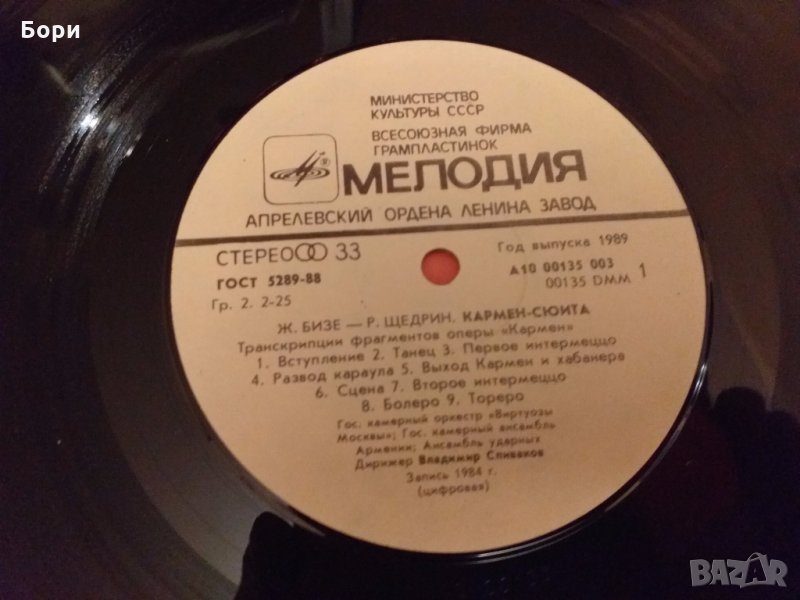 Бори
МИНИСТЕРСТВО
КУЛЬТУРЫ СССР
ВСЕСОЮЗНАЯ ФИРМА
ГРАМПЛАСТИНОК
МЕЛОДИЯ
АПРЕЛЕВСКИЙ ОРДЕНА ЛЕНИНА ЗАВОД
СТЕРЕО 33
Год выпуска 1989
ГОСТ 5289-88
А10 00135 003
Гр. 2. 2-25
00135 DMM 1
Ж. БИЗЕ — Р. ЩЕДРИН. КАРМЕН-СЮИТА
Транскрипции фрагментов оперы «Кармен»
1. Вступление 2. Танец 3. Первое интермеццо
4. Развод караула 5. Выход Кармен и хабанера
6. Сцена 7. Второе интермеццо
8. Болеро 9. Тореро
Гос. камерный оркестр «Виртуозы
Москвы»; Гос. камерный ансамбль
Армении; Ансамбль ударных
Дирижер Владимир Спиваков
Запись 1984 г.
(цифровая)
BAZAR